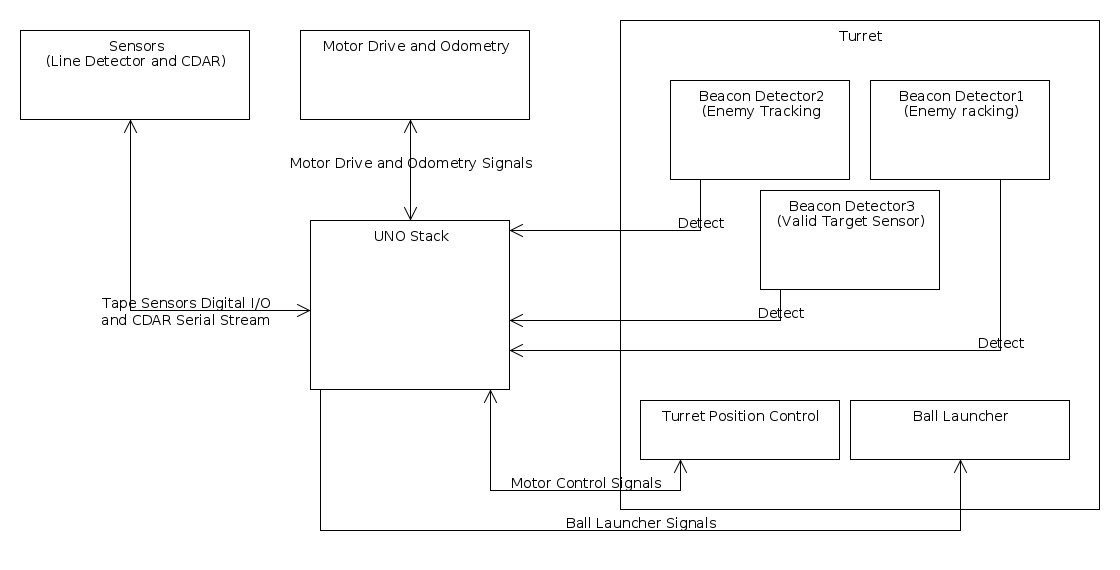 Sensors
(Line Detector and CDAR)
Motor Drive and Odometry
Turret
Beacon Detector2
(Enemy Tracking
Beacon Detector1
(Enemy racking)
Motor Drive and Odometry Signals
Beacon Detector3
(Valid Target Sensor)
Detect
UNO Stack
Tape Sensors Digital I/O
and CDAR Serial Stream
Detect
Detect
Turret Position Control
Ball Launcher
Motor Control Signals
Ball Launcher Signals